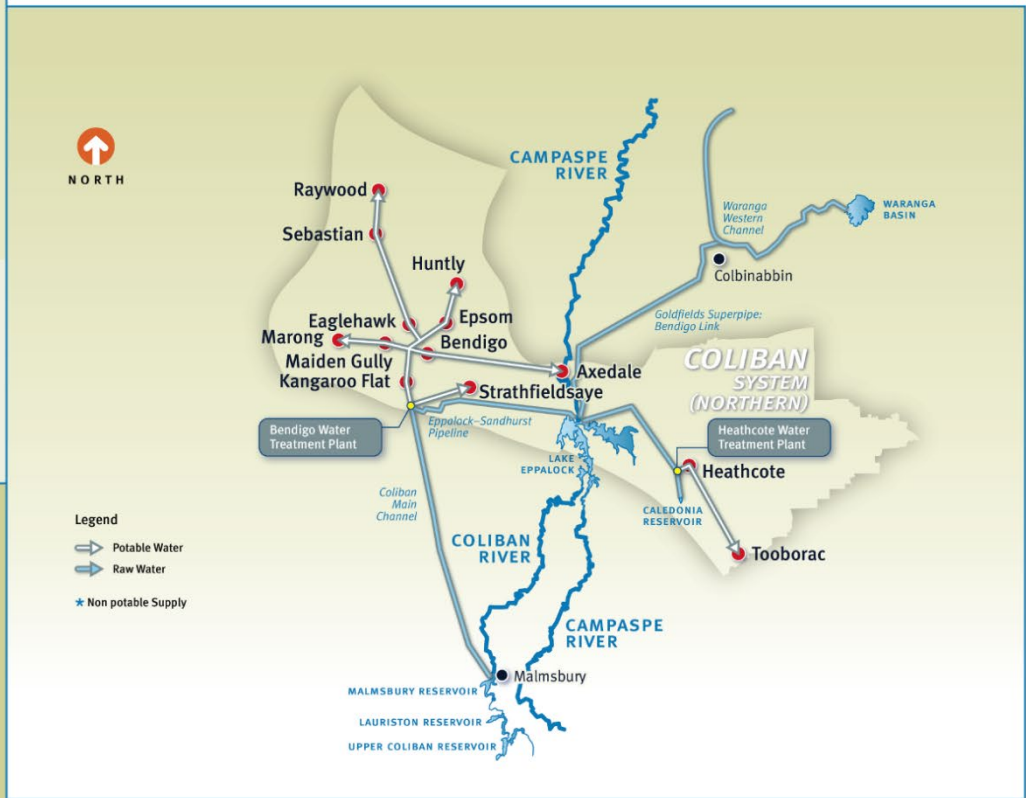 NORTH
CAMPASPE
RIVER
Raywood
Sebastian
Huntly
Waranga
Western
Channel
WARANGA
BASIN
Colbinabbin
Eaglehawk
Epsom
Goldfields Superpipe:
Bendigo Link
Marong
Bendigo
Maiden Gully
Kangaroo Flat
Axedale
Strathfieldsaye
COLIBAN
SYSTEM
(NORTHERN)
Bendigo Water
Treatment Plant
Eppalock–Sandhurst
Pipeline
Heathcote Water
Treatment Plant
LAKE
EPPALOCK
Heathcote
Coliban
Main
Channel
CALEDONIA
RESERVOIR
Legend
Potable Water
Raw Water
* Non potable Supply
COLIBAN
RIVER
Tooborac
CAMPASPE
RIVER
Malmsbury
MALMSBURY RESERVOIR
LAURISTON RESERVOIR
UPPER COLIBAN RESERVOIR